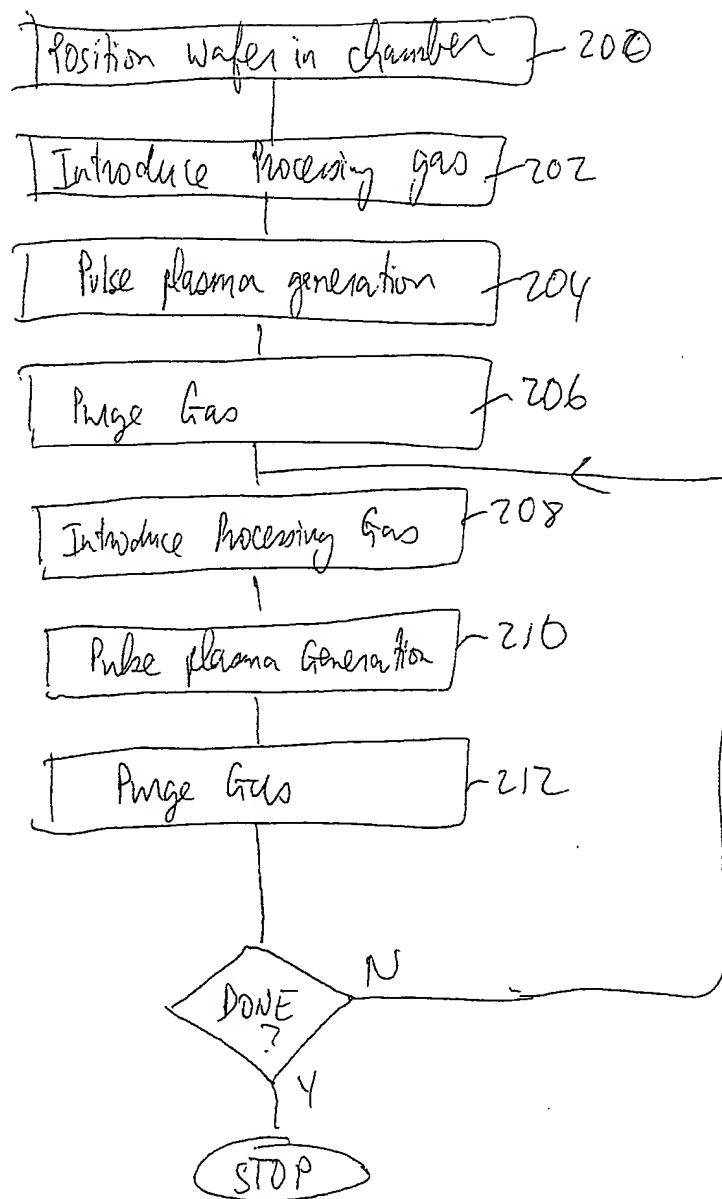 Position wafer in chamber 200
Introduce Processing gas 202
Pulse plasma generation 204
Purge Gas 206
Introduce Processing Gas 208
Pulse plasma Generation 210
Purge Gas 212
N
DONE
?
Y
STOP